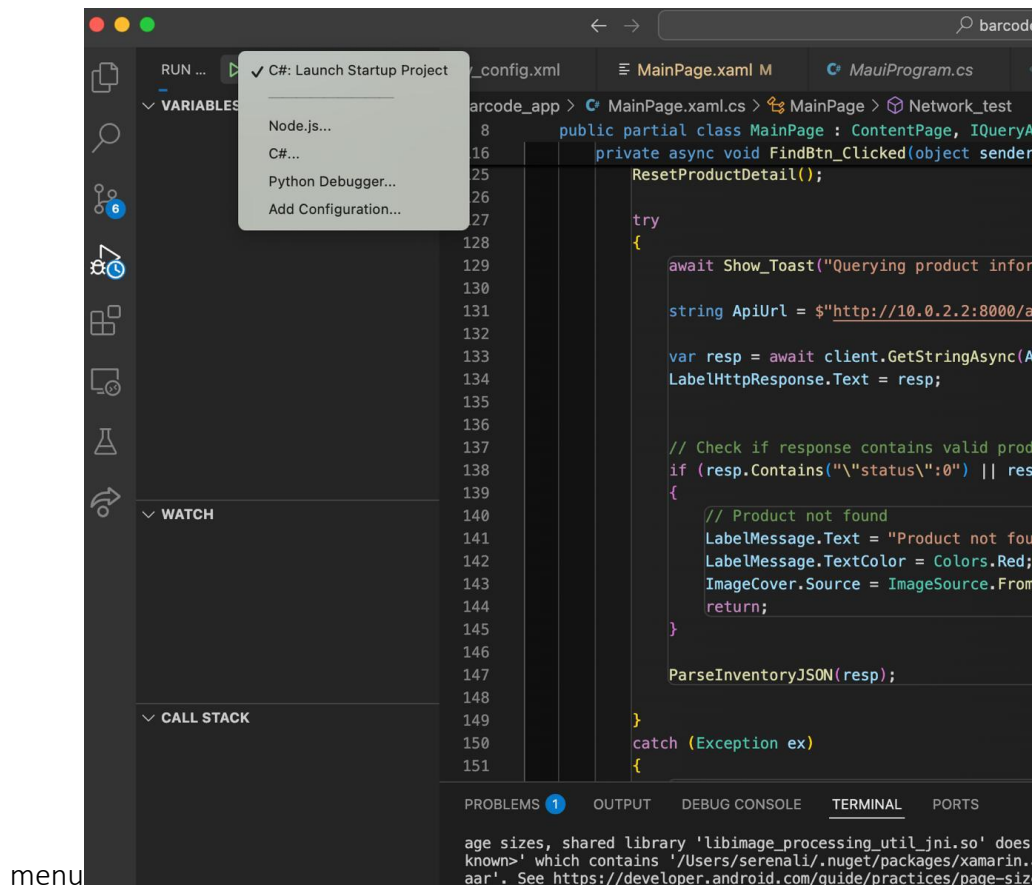 barcode
RUN ...
✓ C#: Launch Startup Project
Node.js...
C#...
Python Debugger...
Add Configuration...
_config.xml
MainPage.xaml M
MauiProgram.cs
VARIABLES
arcode_app > MainPage.xaml.cs > MainPage > Network_test
8 public partial class MainPage : ContentPage, IQueryA
16 private async void FindBtn_Clicked(object sender
25 ResetProductDetail();
26
27 try
128 {
129 await Show_Toast("Querying product infor
130
131 string ApiUrl = $"http://10.0.2.2:8000/a
132
133 var resp = await client.GetStringAsync(A
134 LabelHttpResponse.Text = resp;
135
136
137 // Check if response contains valid prod
138 if (resp.Contains("\"status\":0") || res
139 {
140 // Product not found
141 LabelMessage.Text = "Product not fou
142 LabelMessage.TextColor = Colors.Red;
143 ImageCover.Source = ImageSource.From
144 return;
145 }
146
147 ParseInventoryJSON(resp);
148
149 }
150 catch (Exception ex)
151 {
6
WATCH
CALL STACK
PROBLEMS 1 OUTPUT DEBUG CONSOLE TERMINAL PORTS
age sizes, shared library 'libimage_processing_util_jni.so' does
known>' which contains '/Users/serenali/.nuget/packages/xamarin.
aar'. See https://developer.android.com/guide/practices/page-siz
menu